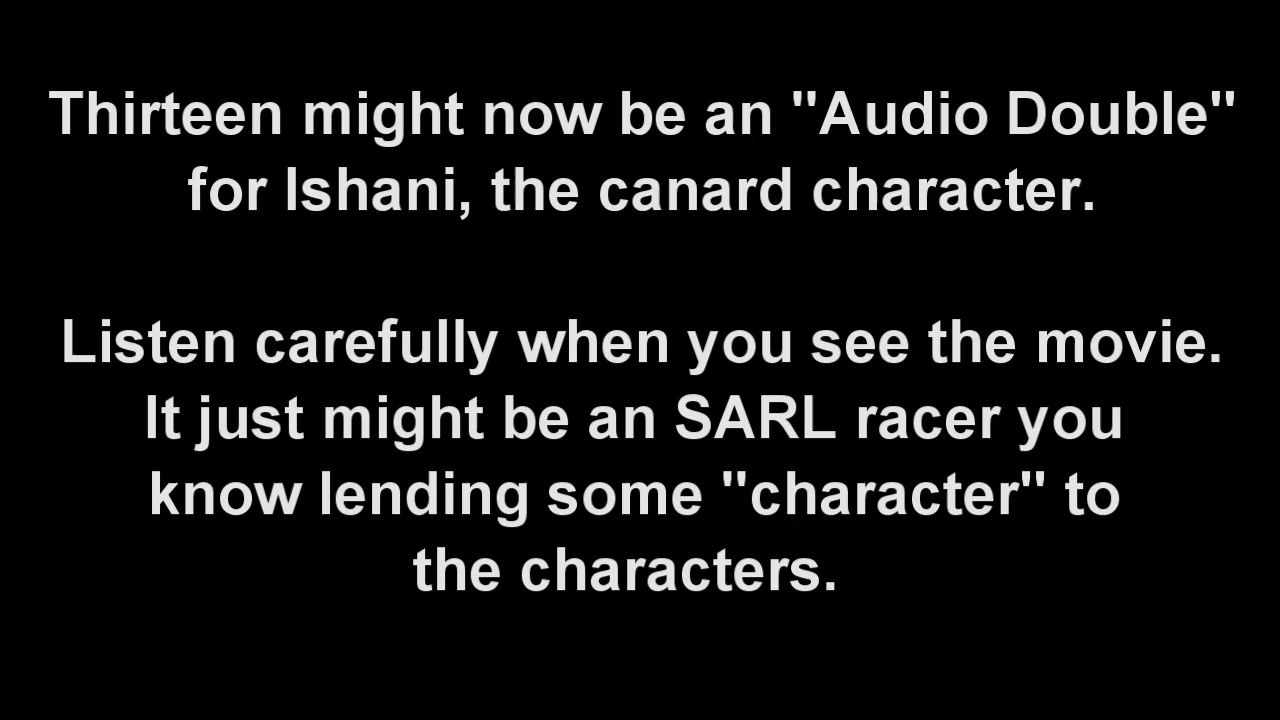 Thirteen might now be an "Audio Double"
for Ishani, the canard character.
Listen carefully when you see the movie.
It just might be an SARL racer you
know lending some "character" to
the characters.